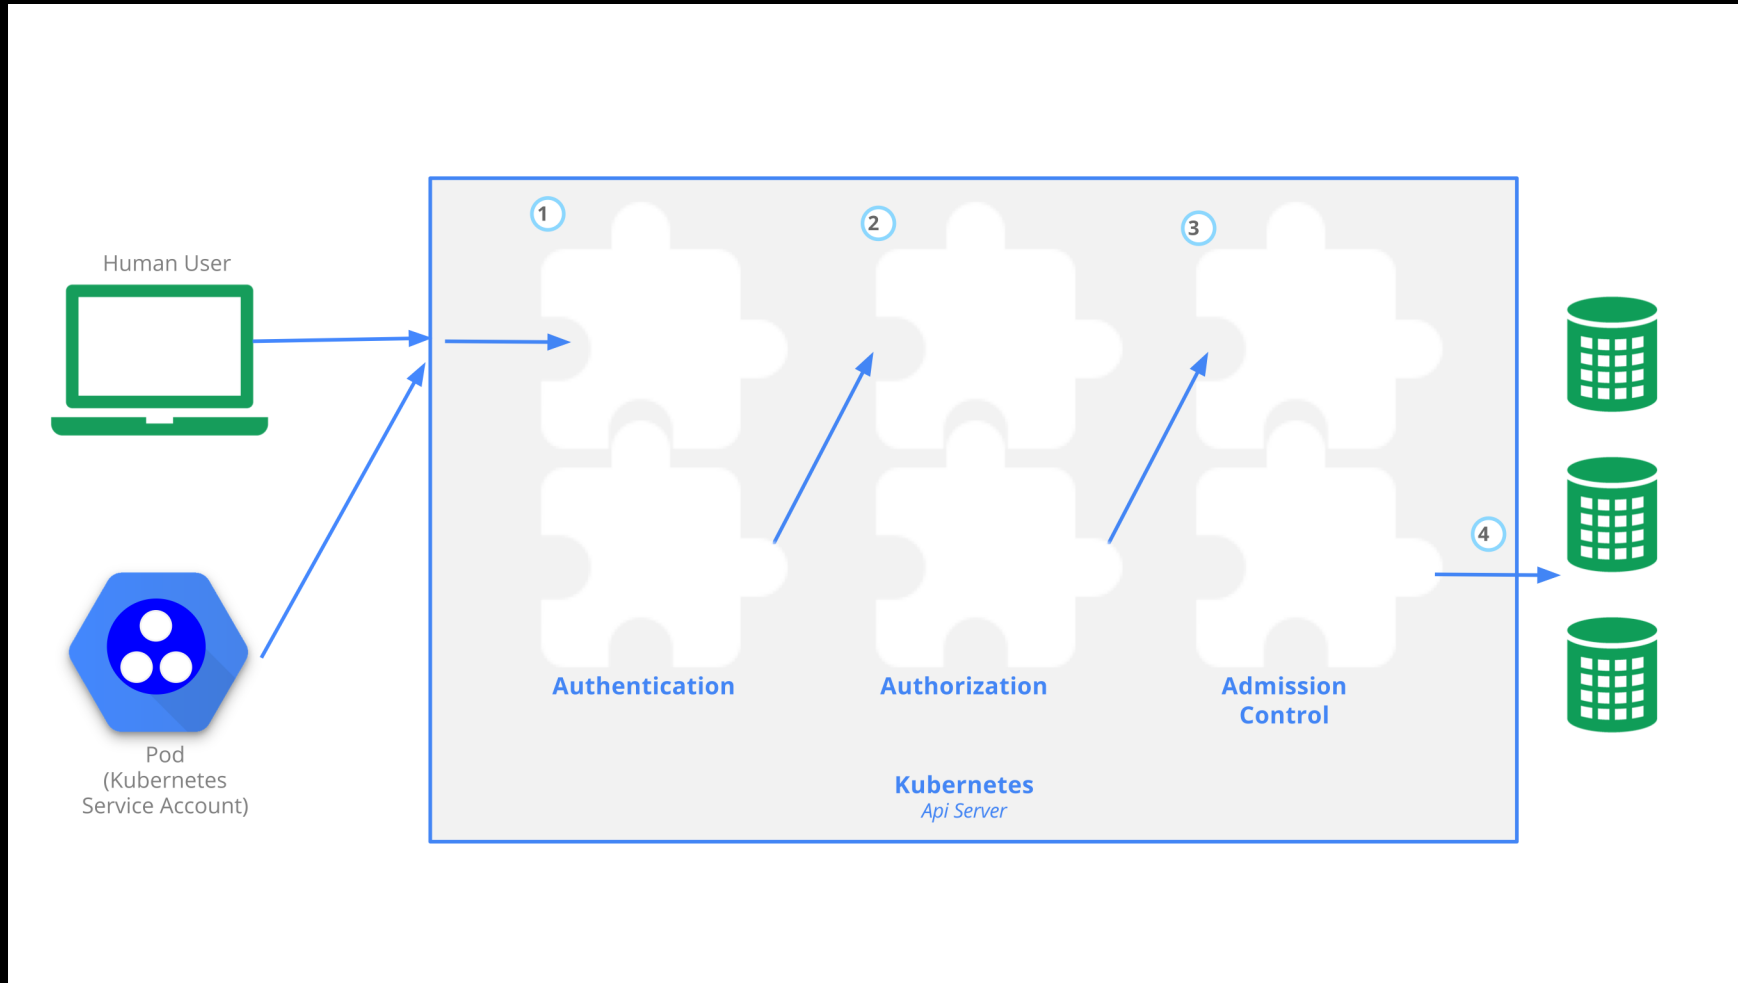 1
2
3
Human User
4
Authentication
Authorization
Admission
Control
Pod
(Kubernetes
Service Account)
Kubernetes
Api Server